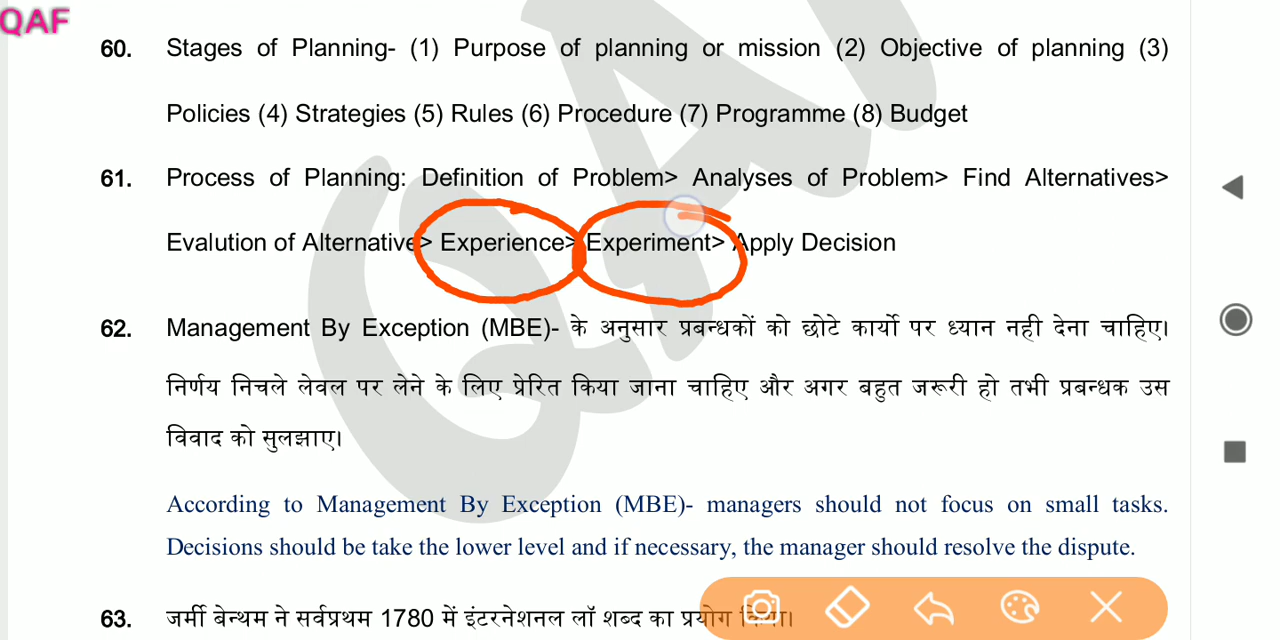 QAF
60. Stages of Planning- (1) Purpose of planning or mission (2) Objective of planning (3)
Policies (4) Strategies (5) Rules (6) Procedure (7) Programme (8) Budget
61. Process of Planning: Definition of Problem> Analyses of Problem> Find Alternatives>
Evalution of Alternative> Experience> Experiment> Apply Decision
62. Management By Exception (MBE)- के अनुसार प्रबन्धकों को छोटे कार्यो पर ध्यान नही देना चाहिए।
निर्णय निचले लेवल पर लेने के लिए प्रेरित किया जाना चाहिए और अगर बहुत जरूरी हो तभी प्रबन्धक उस
विवाद को सुलझाए।
According to Management By Exception (MBE)- managers should not focus on small tasks.
Decisions should be take the lower level and if necessary, the manager should resolve the dispute.
63. जर्मी बेन्थम ने सर्वप्रथम 1780 में इंटरनेशनल लॉ शब्द का प्रयोग किया।